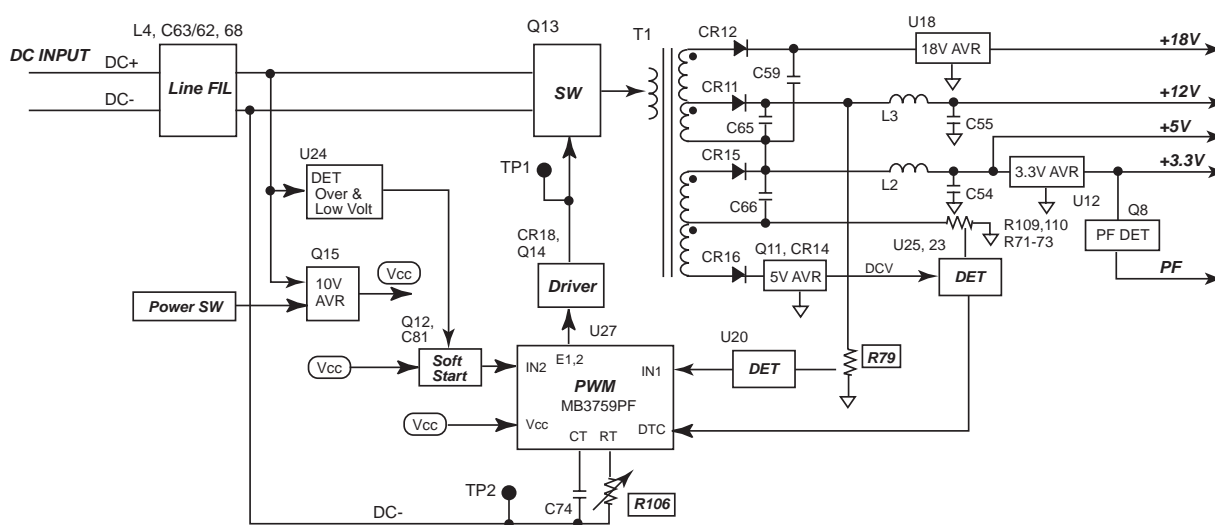 L4, C63/62, 68
DC INPUT
DC+
DC-
Line FIL
Q13
SW
T1
CR12
C59
U18
18V AVR
+18V
CR11
C65
L3
C55
+12V
+5V
CR15
C66
L2
C54
3.3V AVR
U12
+3.3V
Q8
PF DET
PF
R109,110
R71-73
U24
DET
Over &
Low Volt
TP1
CR18,
Q14
Driver
CR16
Q11, CR14
5V AVR
DCV
U25, 23
DET
Q15
10V
AVR
Vcc
Power SW
Q12,
C81
Vcc
Soft
Start
U27
E1,2
IN2
IN1
PWM
MB3759PF
Vcc
Vcc
CT
RT
DTC
U20
DET
R79
TP2
C74
R106
DC-